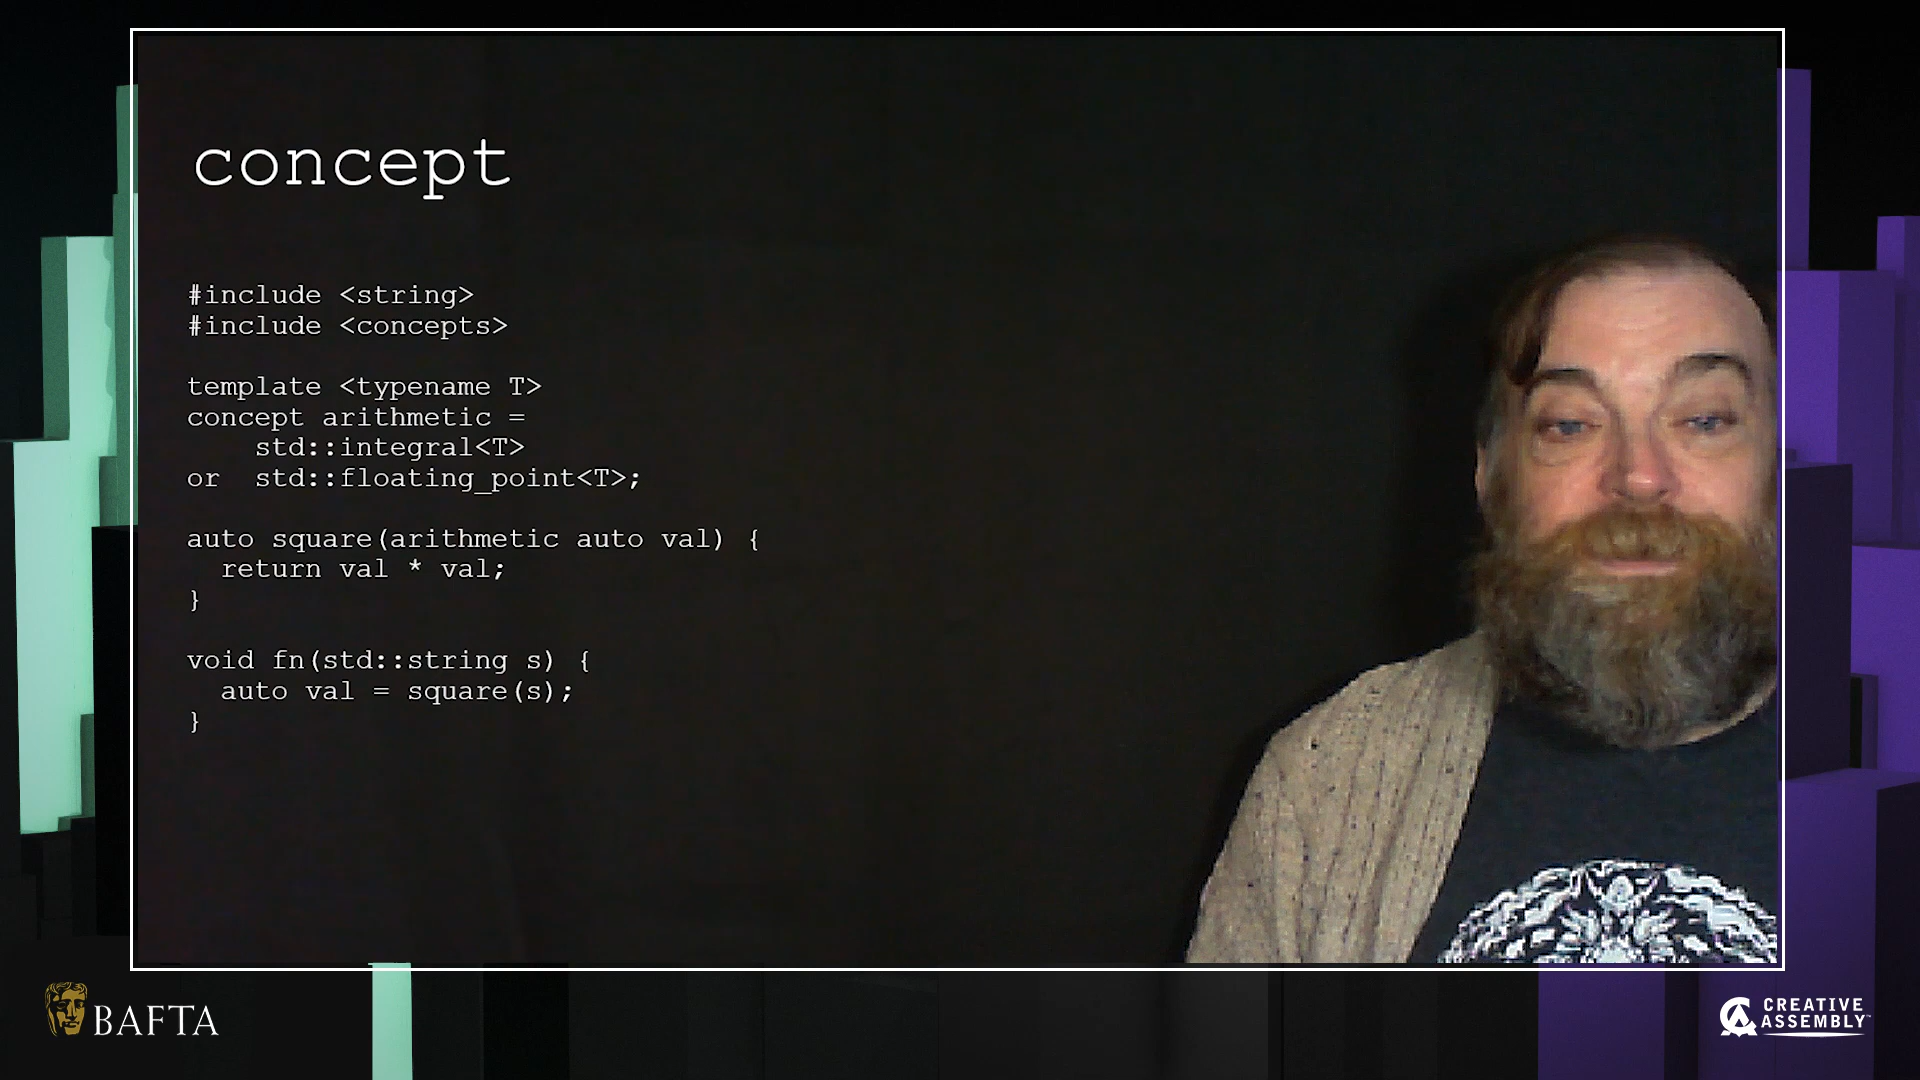 concept
#include <string>
#include <concepts>
template <typename T>
concept arithmetic =
    std::integral<T>
or  std::floating_point<T>;
auto square(arithmetic auto val) {
  return val * val;
}
void fn(std::string s) {
  auto val = square(s);
}
BAFTA
CREATIVE
ASSEMBLY™